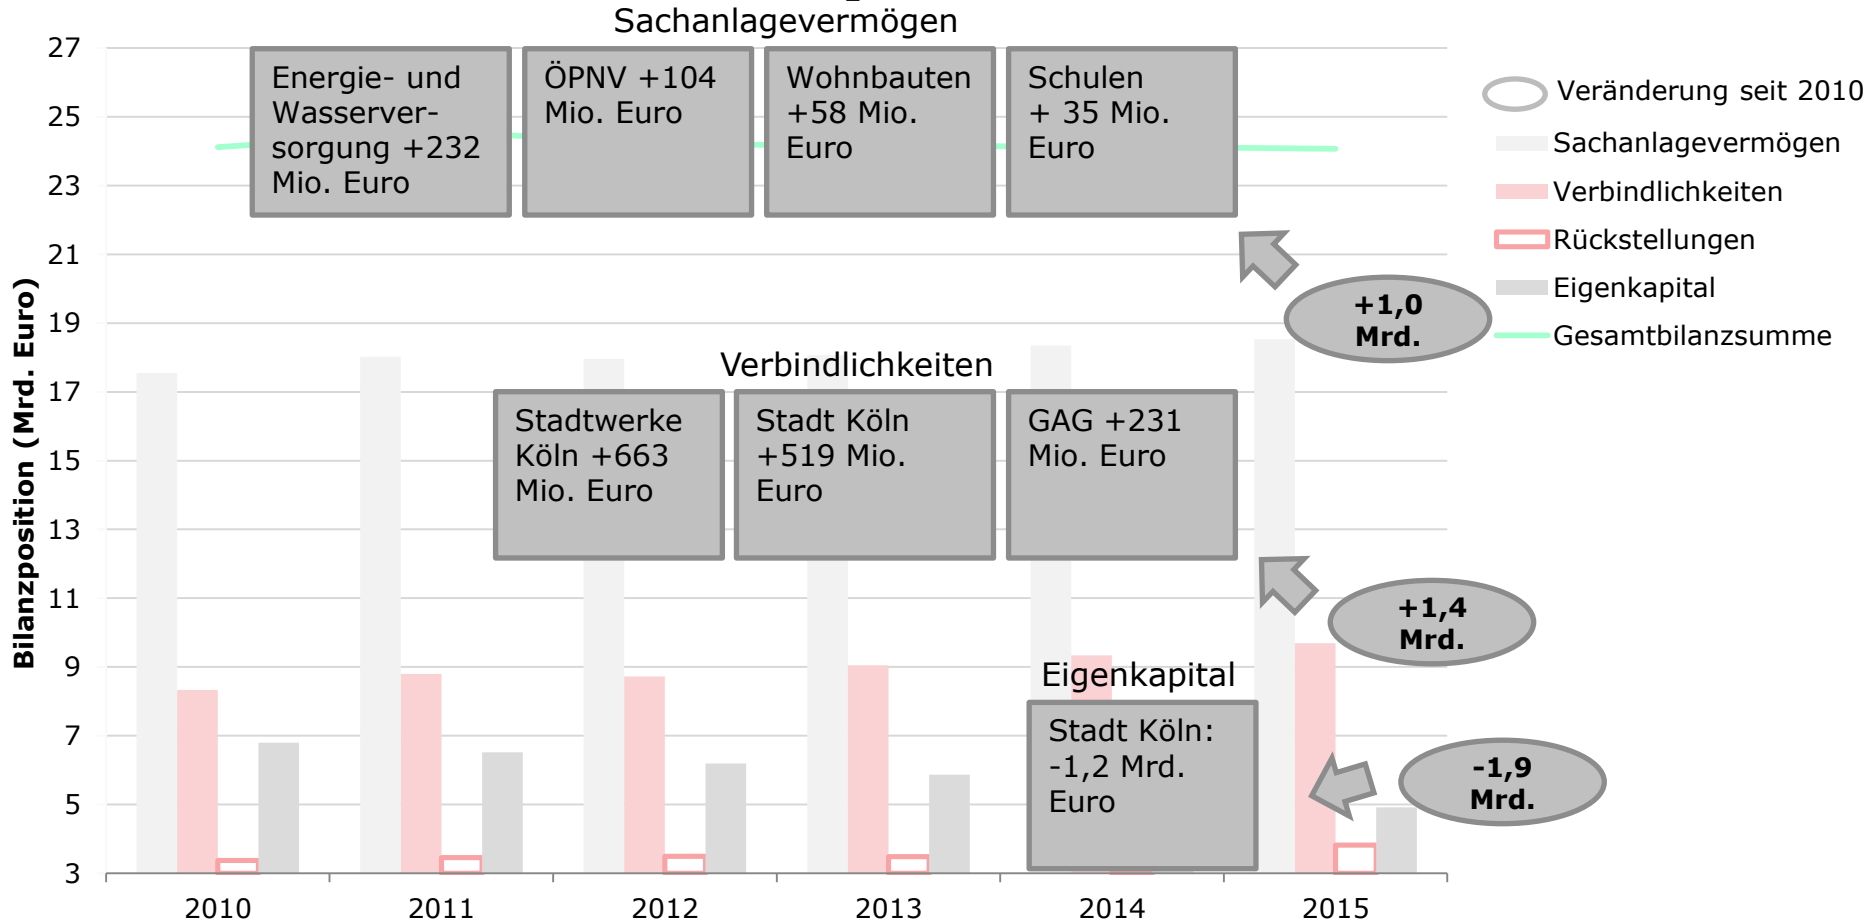 Sachanlagevermögen
27
25
23
21
19
17
15
13
11
9
7
5
3
Bilanzposition (Mrd. Euro)
Energie- und
Wasserver-
sorgung +232
Mio. Euro
ÖPNV +104
Mio. Euro
Wohnbauten
+58 Mio.
Euro
Schulen
+ 35 Mio.
Euro
Veränderung seit 2010
Sachanlagevermögen
Verbindlichkeiten
Rückstellungen
Eigenkapital
Gesamtbilanzsumme
+1,0
Mrd.
Verbindlichkeiten
Stadtwerke
Köln +663
Mio. Euro
Stadt Köln
+519 Mio.
Euro
GAG +231
Mio. Euro
+1,4
Mrd.
Eigenkapital
Stadt Köln:
-1,2 Mrd.
Euro
-1,9
Mrd.
2010
2011
2012
2013
2014
2015